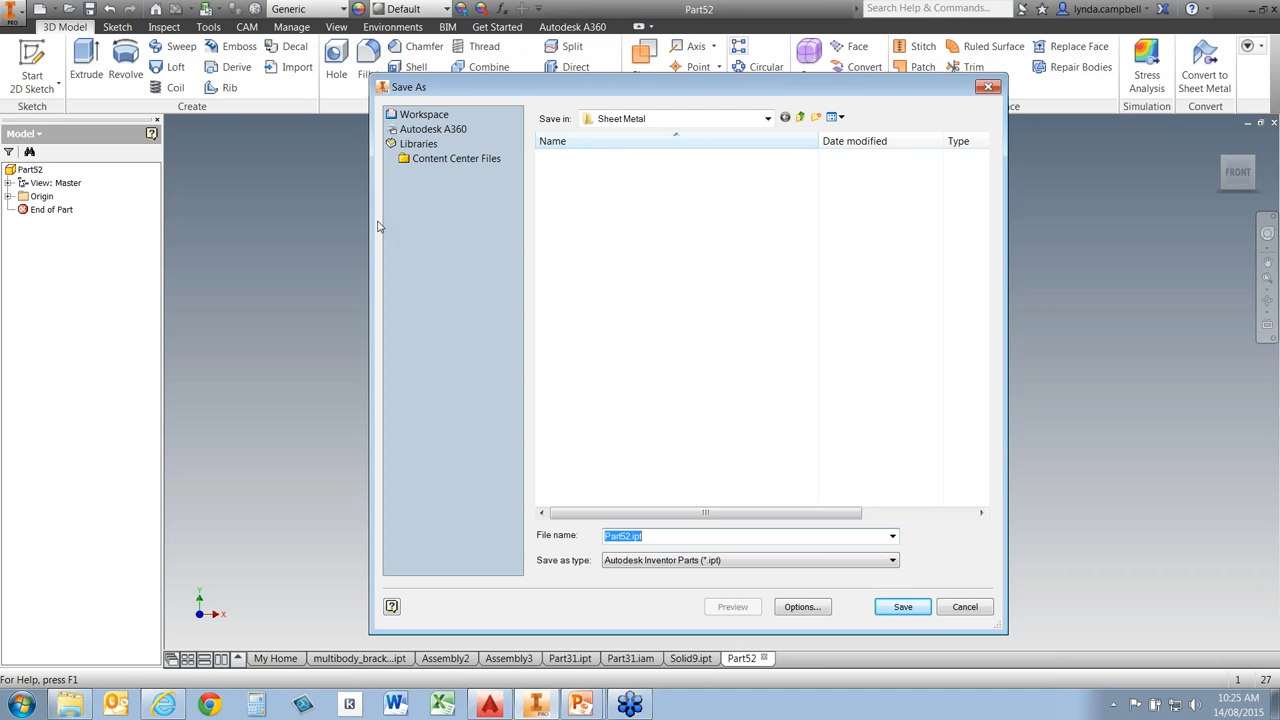 Generic
Default
Part52
Search Help & Commands...
lynda.campbell
PRO
3D Model
Sketch
Inspect
Tools
CAM
Manage
View
Environments
BIM
Get Started
Autodesk A360
Start
2D Sketch
Extrude
Revolve
Sweep
Emboss
Decal
Loft
Derive
Import
Coil
Rib
Hole
Chamfer
Thread
Shell
Combine
Split
Direct
Axis
Point
Circular
Face
Convert
Stitch
Ruled Surface
Replace Face
Patch
Trim
Repair Bodies
Stress
Analysis
Convert to
Sheet Metal
Sketch
Create
Simulation
Convert
Model
Part52
View: Master
Origin
End of Part
Save As
Workspace
Autodesk A360
Libraries
Content Center Files
Save in:
Sheet Metal
Name
Date modified
Type
File name:
Part52.ipt
Save as type:
Autodesk Inventor Parts (*.ipt)
Preview
Options...
Save
Cancel
FRONT
Y
X
My Home
multibody_brack...ipt
Assembly2
Assembly3
Part31.ipt
Part31.iam
Solid9.ipt
Part52
For Help, press F1
1
27
10:25 AM
14/08/2015